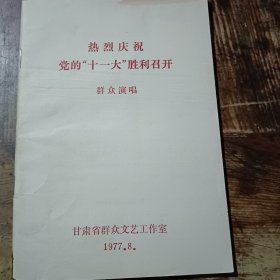 热烈庆祝
党的“十一大”胜利召开
群众演唱
甘肃省群众文艺工作室
1977.8.